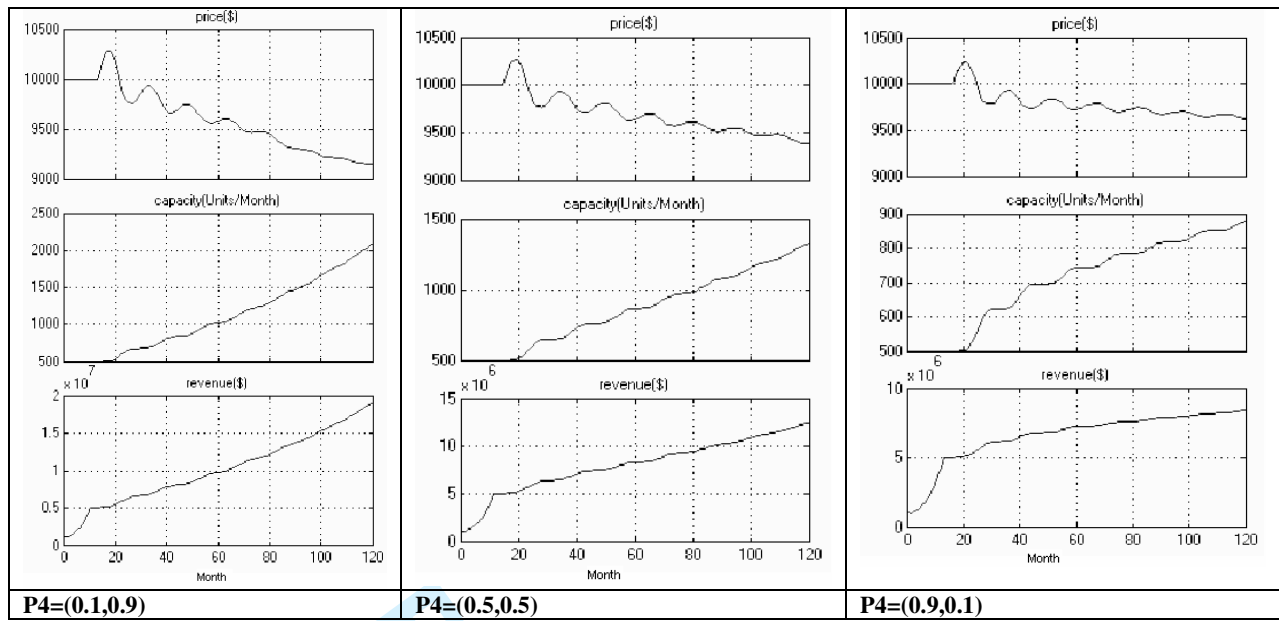 price($)
10500
10000
9500
9000
capacity(Units/Month)
2500
2000
1500
1000
500
x 10 7
revenue($)
2
1.5
1
0.5
0
0 20 40 60 80 100 120
Month
P4=(0.1,0.9)
price($)
10500
10000
9500
9000
capacity(Units/Month)
1500
1000
500
x 10 6
revenue($)
15
10
5
0
0 20 40 60 80 100 120
Month
P4=(0.5,0.5)
price($)
10500
10000
9500
9000
capacity(Units/Month)
900
800
700
600
500
x 10 6
revenue($)
10
5
0
0 20 40 60 80 100 120
Month
P4=(0.9,0.1)